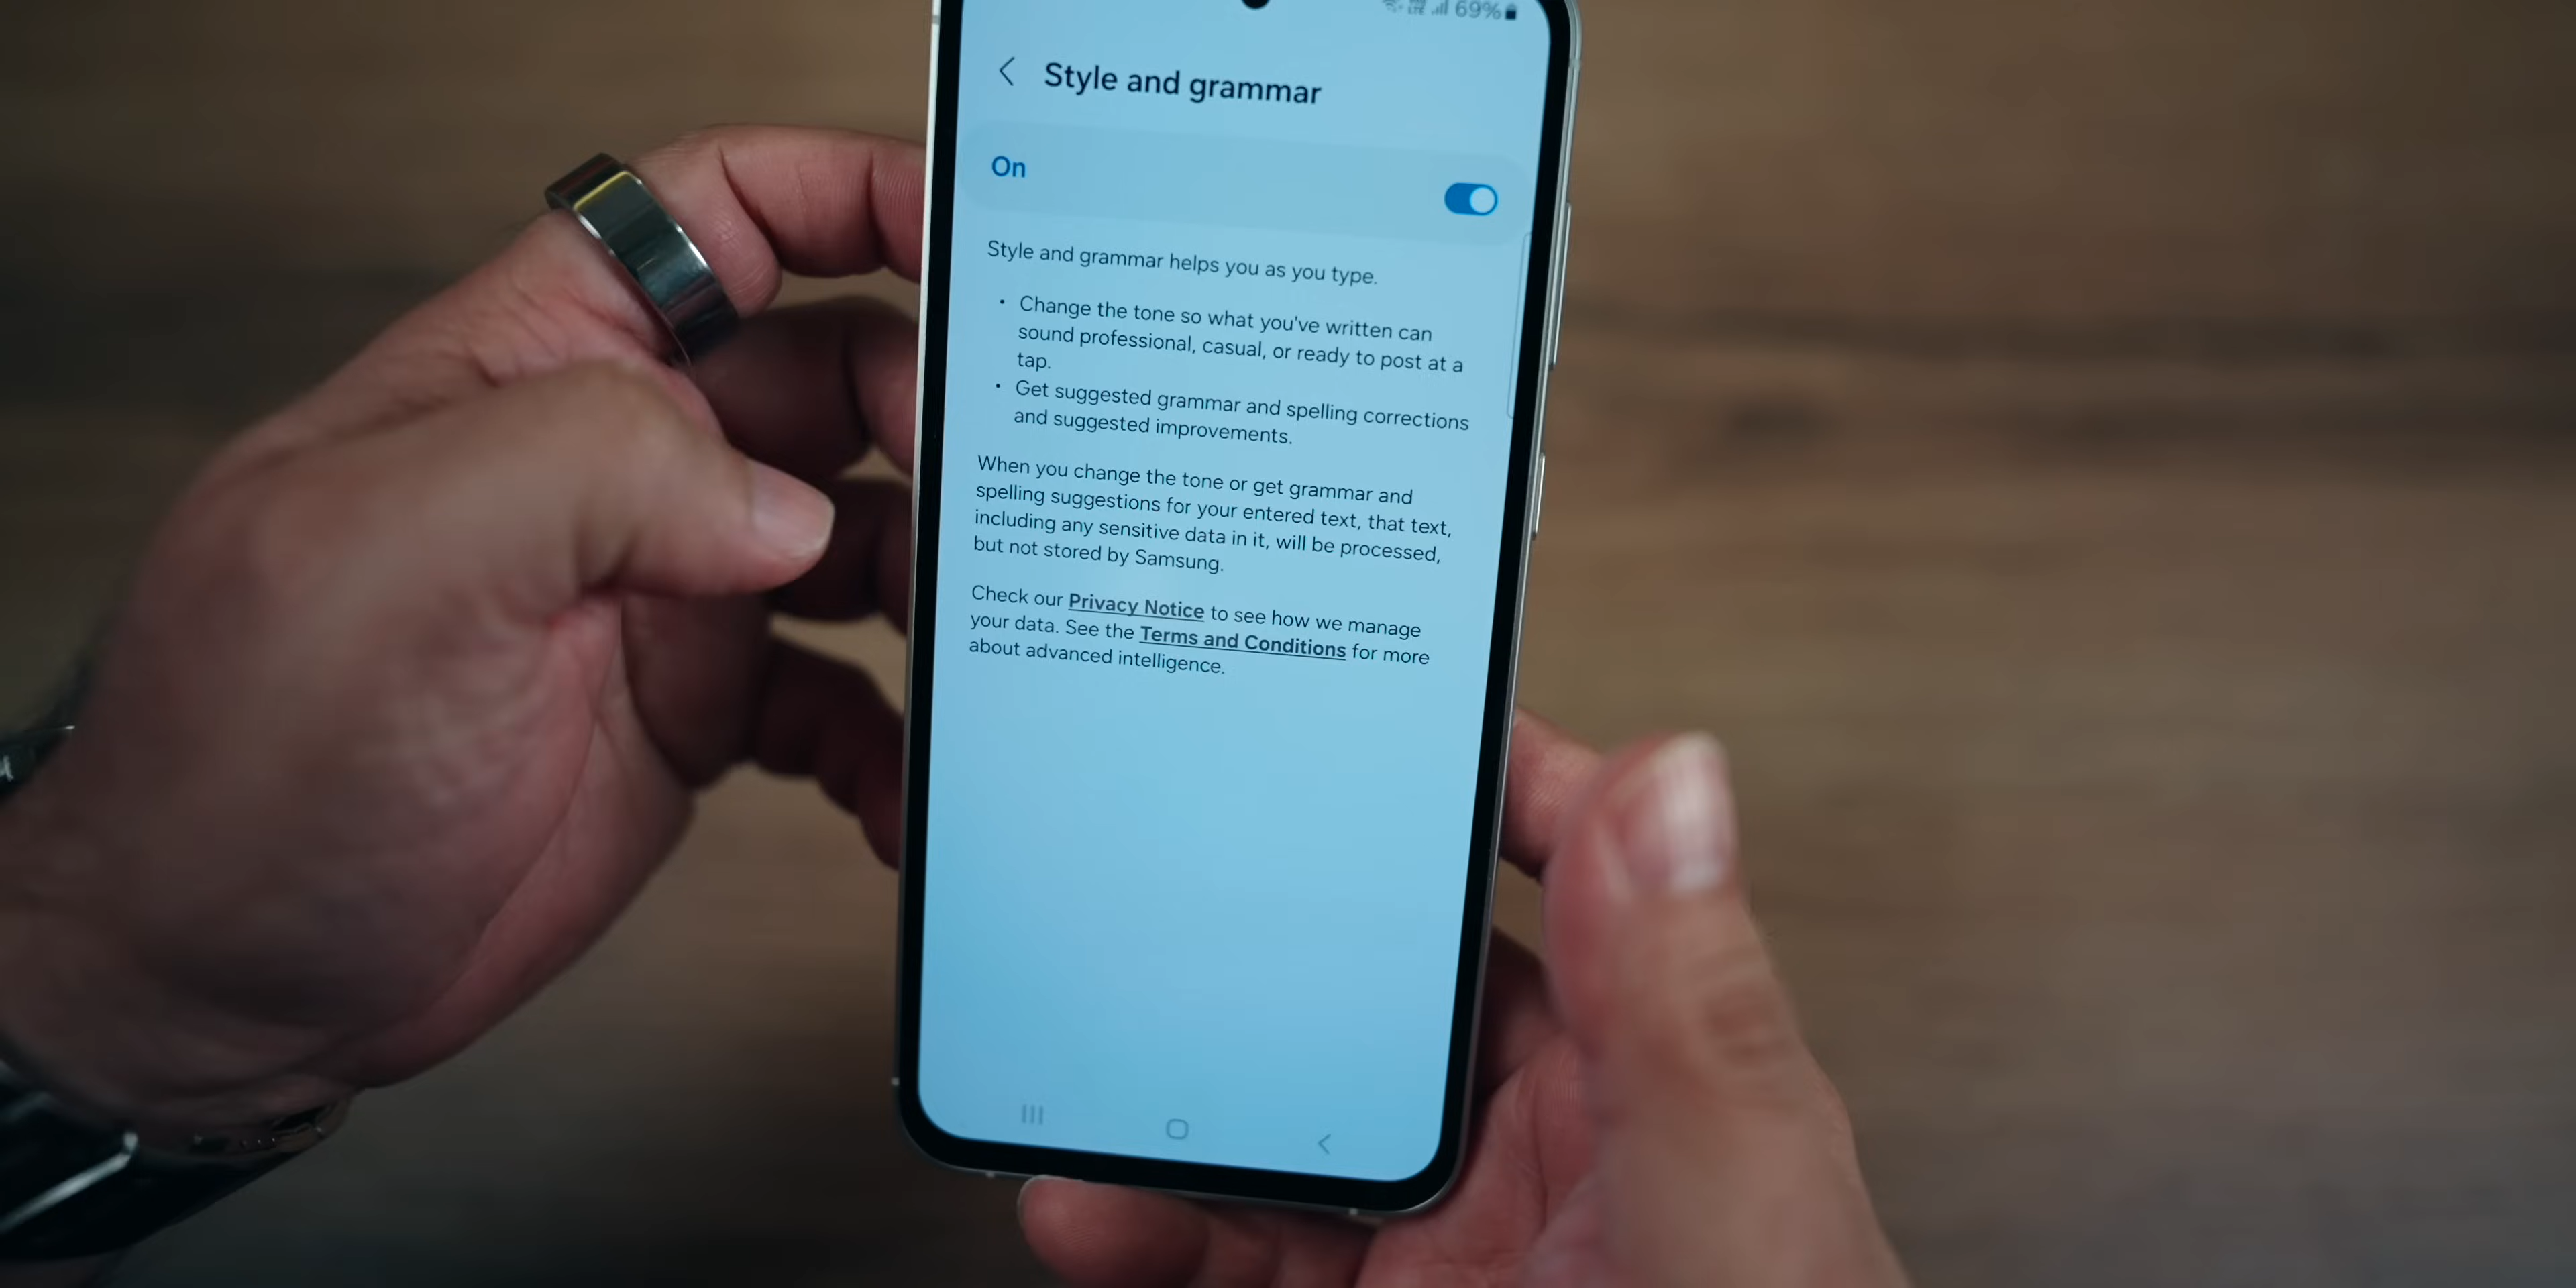 69%
Style and grammar
On
Style and grammar helps you as you type.
• Change the tone so what you've written can
sound professional, casual, or ready to post at a
tap.
• Get suggested grammar and spelling corrections
and suggested improvements.
When you change the tone or get grammar and
spelling suggestions for your entered text, that text,
including any sensitive data in it, will be processed,
but not stored by Samsung.
Check our Privacy Notice to see how we manage
your data. See the Terms and Conditions for more
about advanced intelligence.